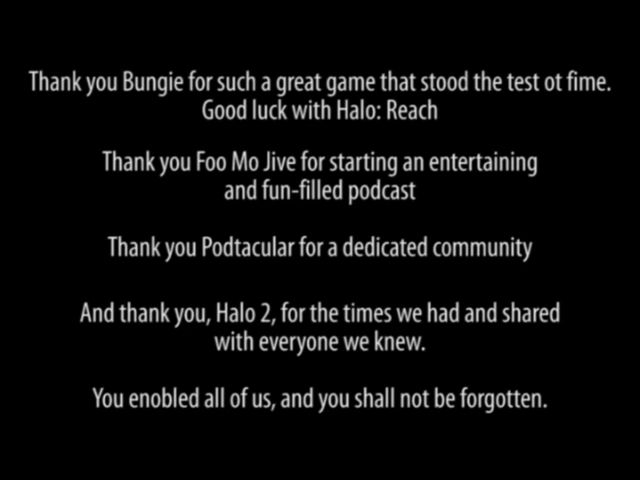 Thank you Bungie for such a great game that stood the test ot fime.
Good luck with Halo: Reach
Thank you Foo Mo Jive for starting an entertaining
and fun-filled podcast
Thank you Podtacular for a dedicated community
And thank you, Halo 2, for the times we had and shared
with everyone we knew.
You enobled all of us, and you shall not be forgotten.